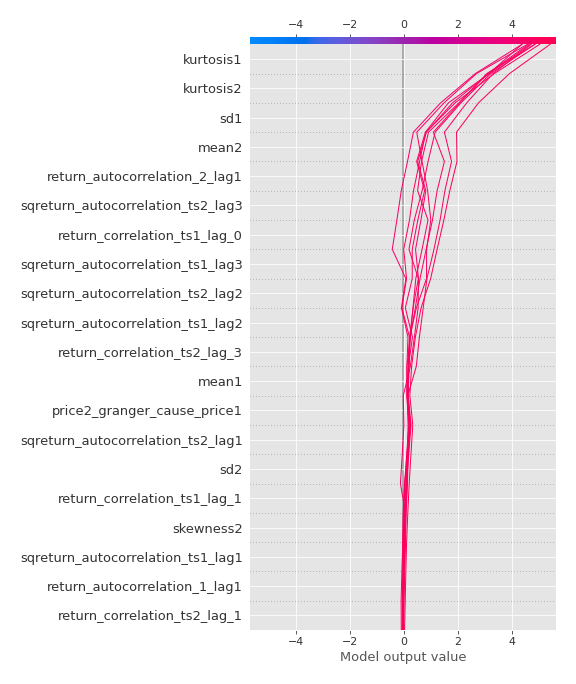 −4 −2 0 2 4
kurtosis1
kurtosis2
sd1
mean2
return_autocorrelation_2_lag1
sqreturn_autocorrelation_ts2_lag3
return_correlation_ts1_lag_0
sqreturn_autocorrelation_ts1_lag3
sqreturn_autocorrelation_ts2_lag2
sqreturn_autocorrelation_ts1_lag2
return_correlation_ts2_lag_3
mean1
price2_granger_cause_price1
sqreturn_autocorrelation_ts2_lag1
sd2
return_correlation_ts1_lag_1
skewness2
sqreturn_autocorrelation_ts1_lag1
return_autocorrelation_1_lag1
return_correlation_ts2_lag_1
−4 −2 0 2 4
Model output value